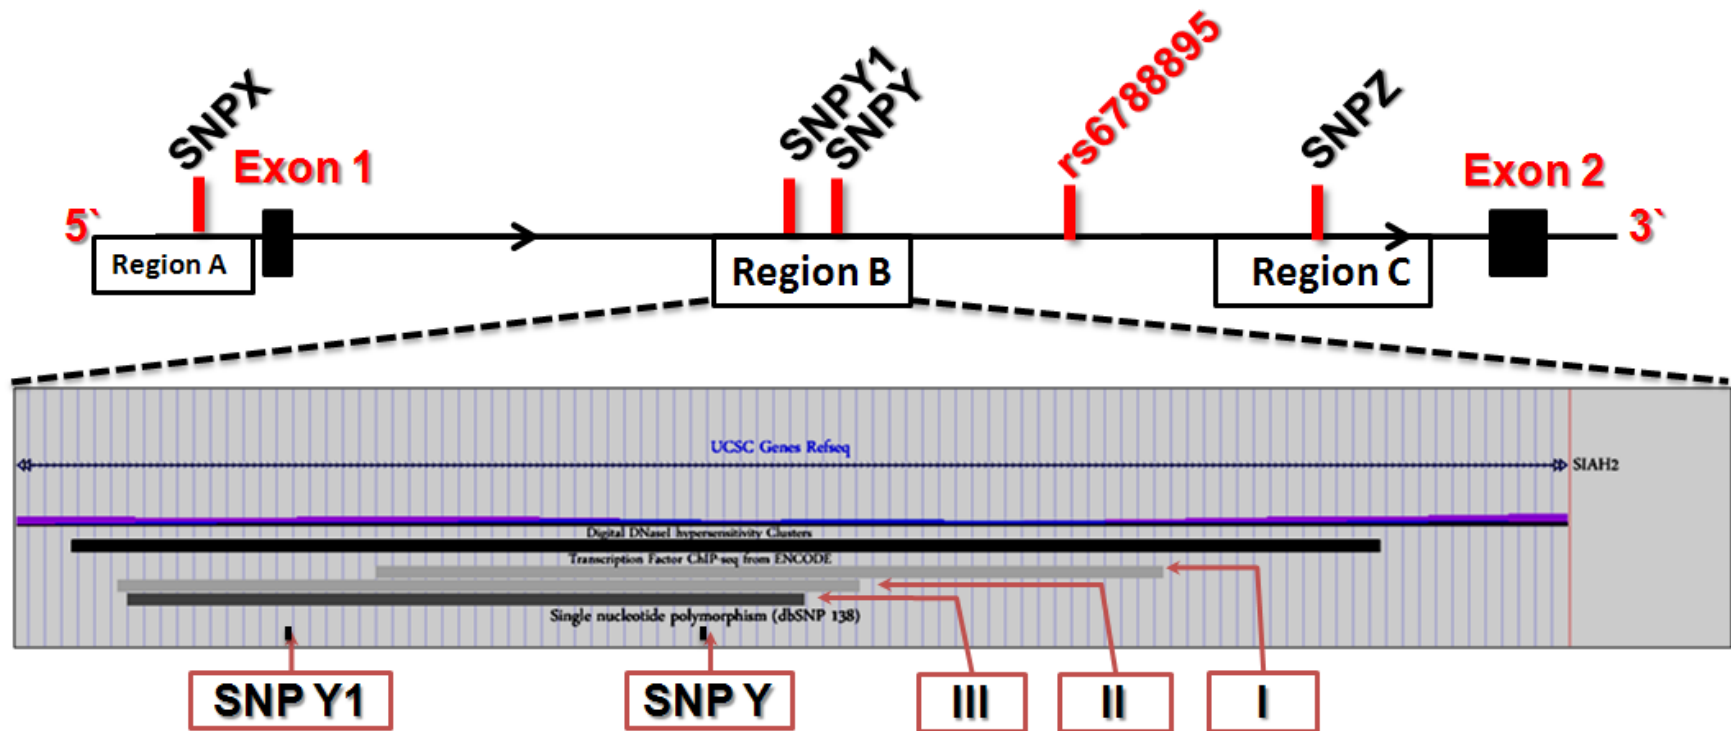 SNPX
SNPY1
SNPY
rs6788895
SNPZ
Exon 1
Exon 2
5`
3`
Region A
Region B
Region C
UCSC Genes Refseq
SIAH2
Digital DNaseI hypersensitivity Clusters
Transcription Factor ChIP-seq from ENCODE
Single nucleotide polymorphism (dbSNP 138)
SNP Y1
SNP Y
III
II
I